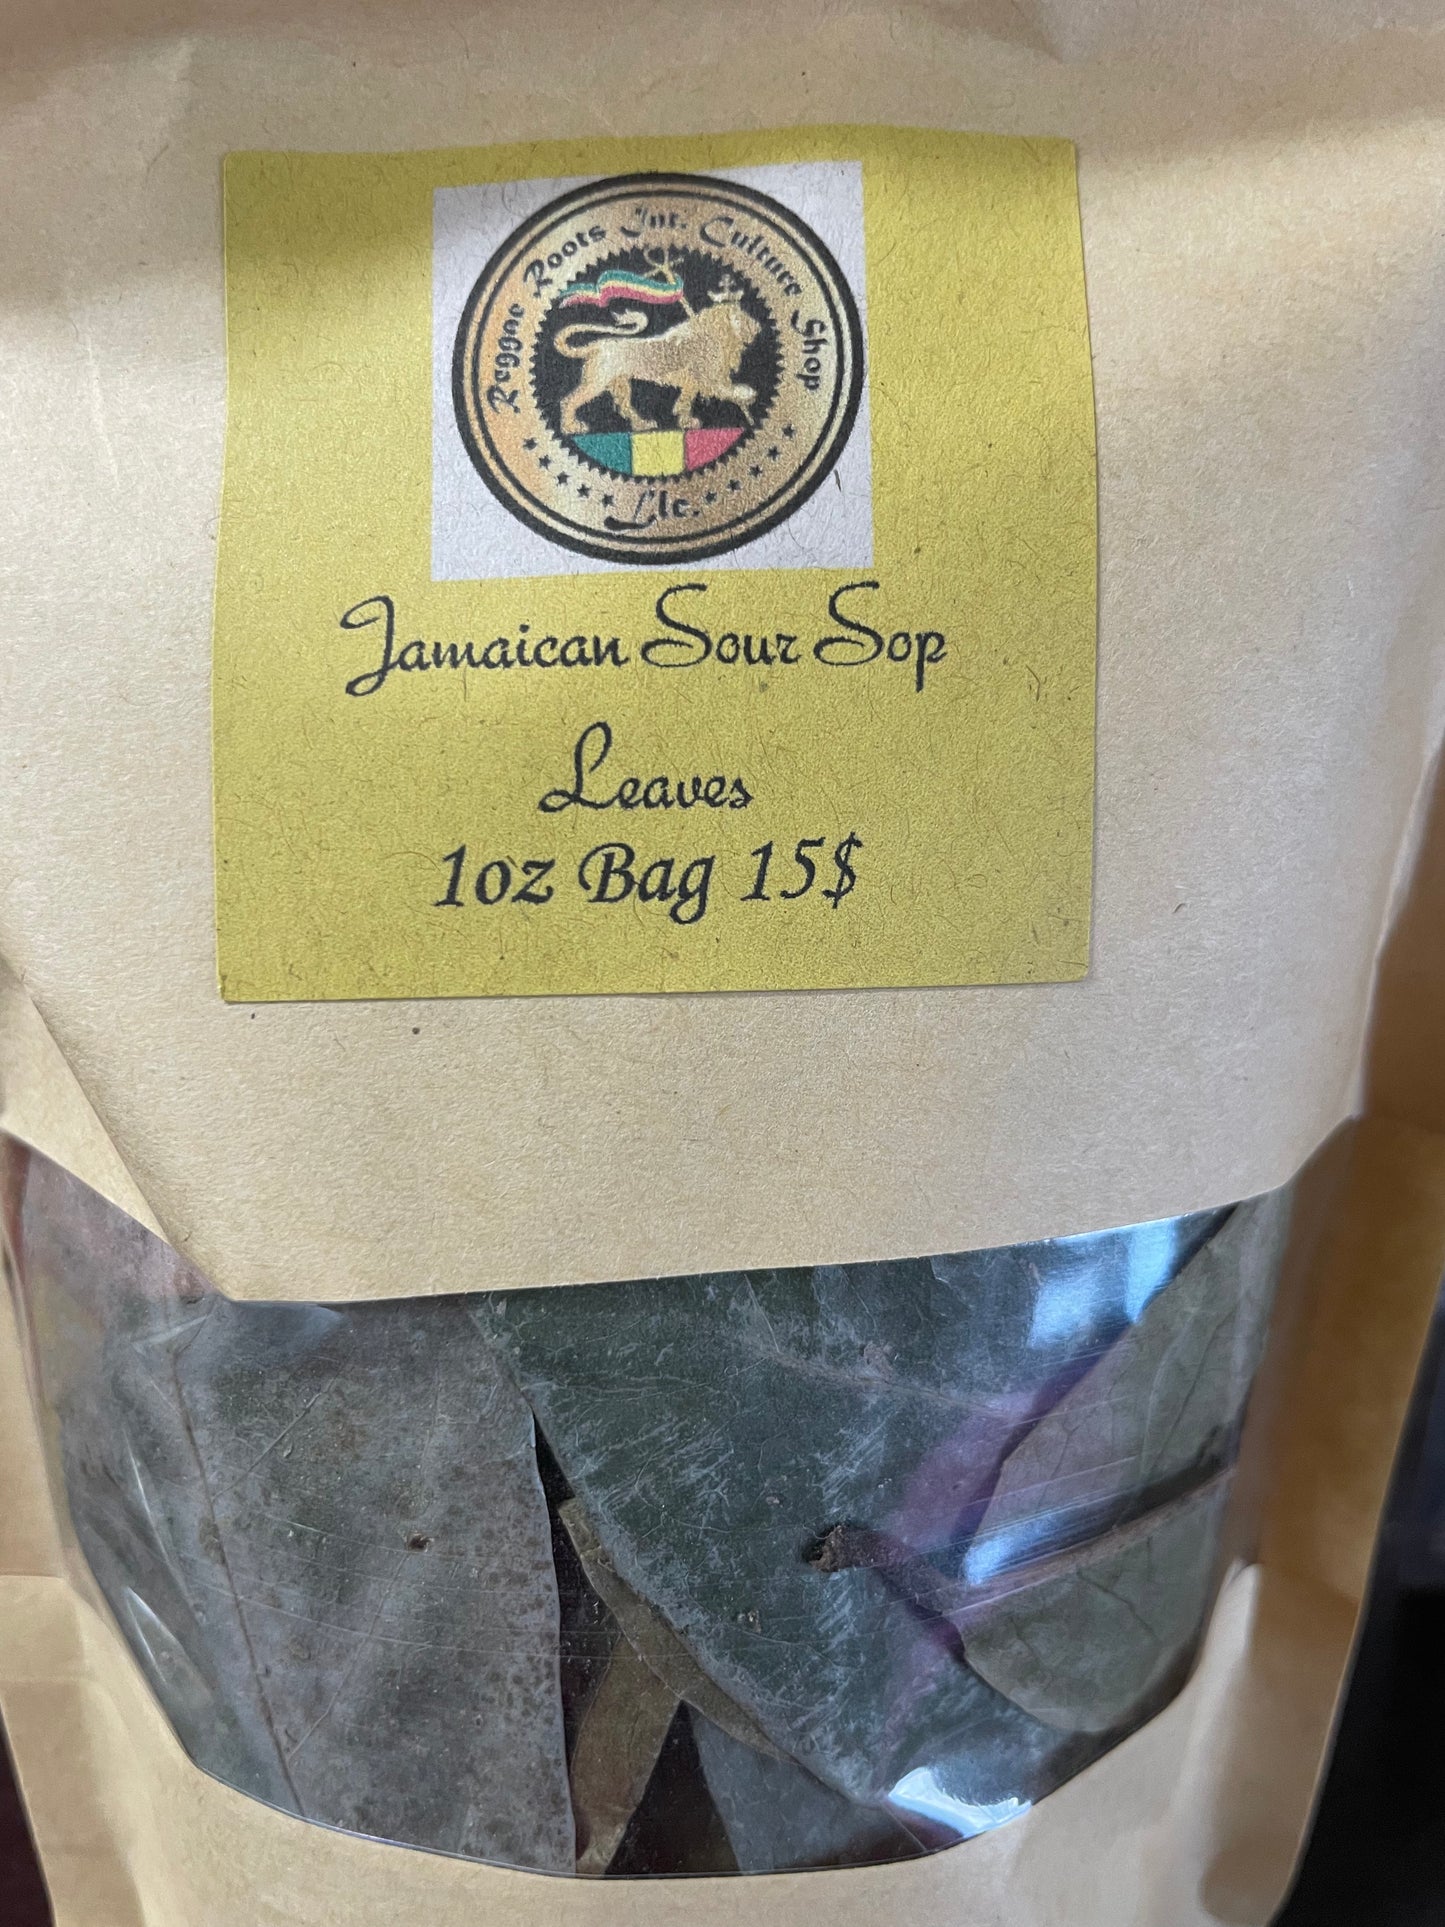 Reggae Roots Int. Culture Shop
Llc.
Jamaican Sour Sop
Leaves
1oz Bag 15$